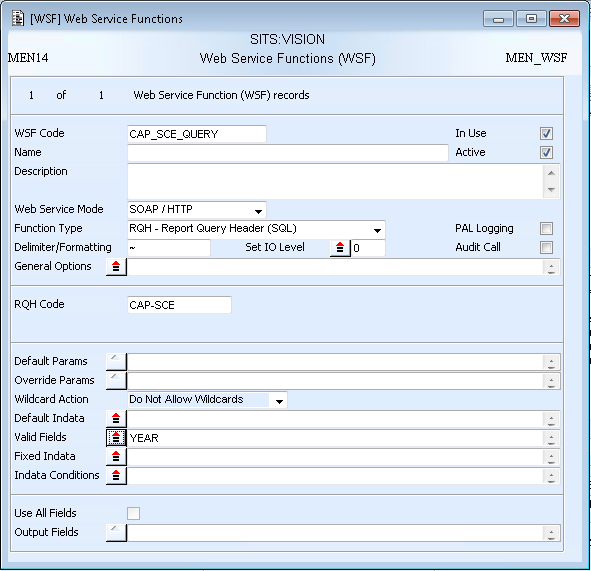 [WSF] Web Service Functions
SITS:VISION
MEN14 Web Service Functions (WSF) MEN_WSF
1 of 1 Web Service Function (WSF) records
WSF Code CAP_SCE_QUERY In Use
Name Active
Description
Web Service Mode SOAP / HTTP
Function Type RQH - Report Query Header (SQL) PAL Logging
Delimiter/Formatting ~ Set IO Level 0 Audit Call
General Options
RQH Code CAP-SCE
Default Params
Override Params
Wildcard Action Do Not Allow Wildcards
Default Indata
Valid Fields YEAR
Fixed Indata
Indata Conditions
Use All Fields
Output Fields